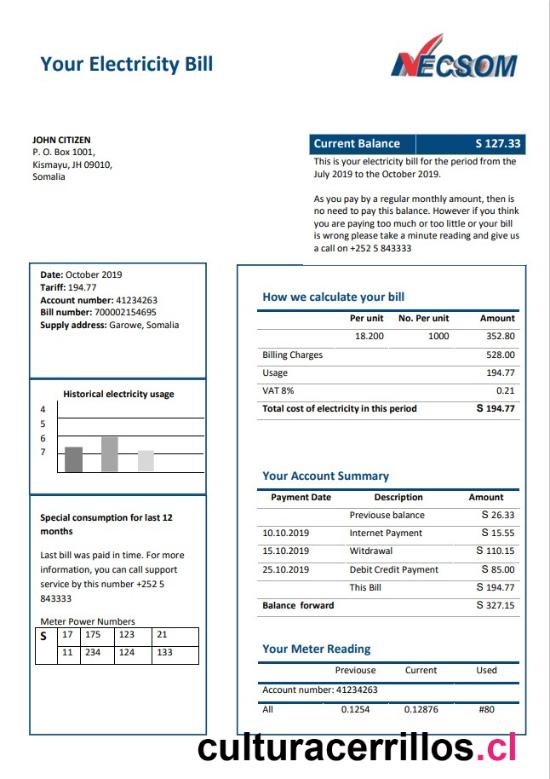 Your Electricity Bill
NECSOM
JOHN CITIZEN
P. O. Box 1001,
Kismayu, JH 09010,
Somalia
Current Balance S 127.33
This is your electricity bill for the period from the
July 2019 to the October 2019.
As you pay by a regular monthly amount, then is
no need to pay this balance. However if you think
you are paying too much or too little or your bill
is wrong please take a minute reading and give us
a call on +252 5 843333
Date: October 2019
Tariff: 194.77
Account number: 41234263
Bill number: 700002154695
Supply address: Garowe, Somalia
Historical electricity usage
4
5
6
7
Special consumption for last 12
months
Last bill was paid in time. For more
information, you can call support
service by this number +252 5
843333
Meter Power Numbers
S 17 175 123 21
11 234 124 133
How we calculate your bill
Per unit No. Per unit Amount
18.200 1000 352.80
Billing Charges 528.00
Usage 194.77
VAT 8% 0.21
Total cost of electricity in this period S 194.77
Your Account Summary
Payment Date Description Amount
Previouse balance S 26.33
10.10.2019 Internet Payment S 15.55
15.10.2019 Witdrawal S 110.15
25.10.2019 Debit Credit Payment S 85.00
This Bill S 194.77
Balance forward S 327.15
Your Meter Reading
Previouse Current Used
Account number: 41234263
All 0.1254 0.12876 #80
culturacerrillos.cl